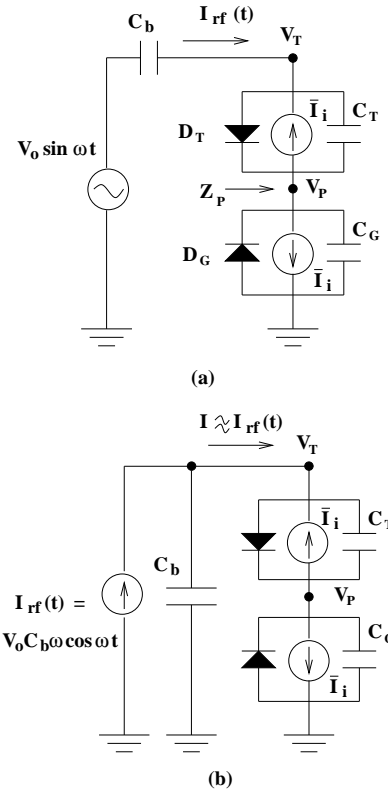 C_b
I_rf (t)
V_T
Ī_i
C_T
D_T
V_o sin ωt
Z_P
V_P
C_G
D_G
Ī_i
(a)
I ≈ I_rf (t)
V_T
Ī_i
C_T
C_b
V_P
I_rf (t) =
V_o C_b ω cos ωt
Ī_i
(b)